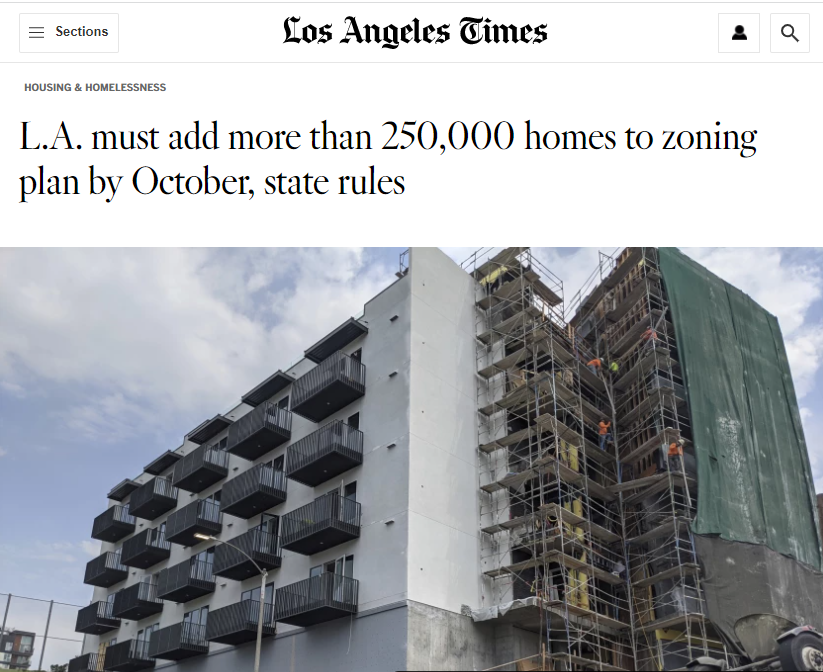 Sections
Los Angeles Times
HOUSING & HOMELESSNESS
L.A. must add more than 250,000 homes to zoning
plan by October, state rules